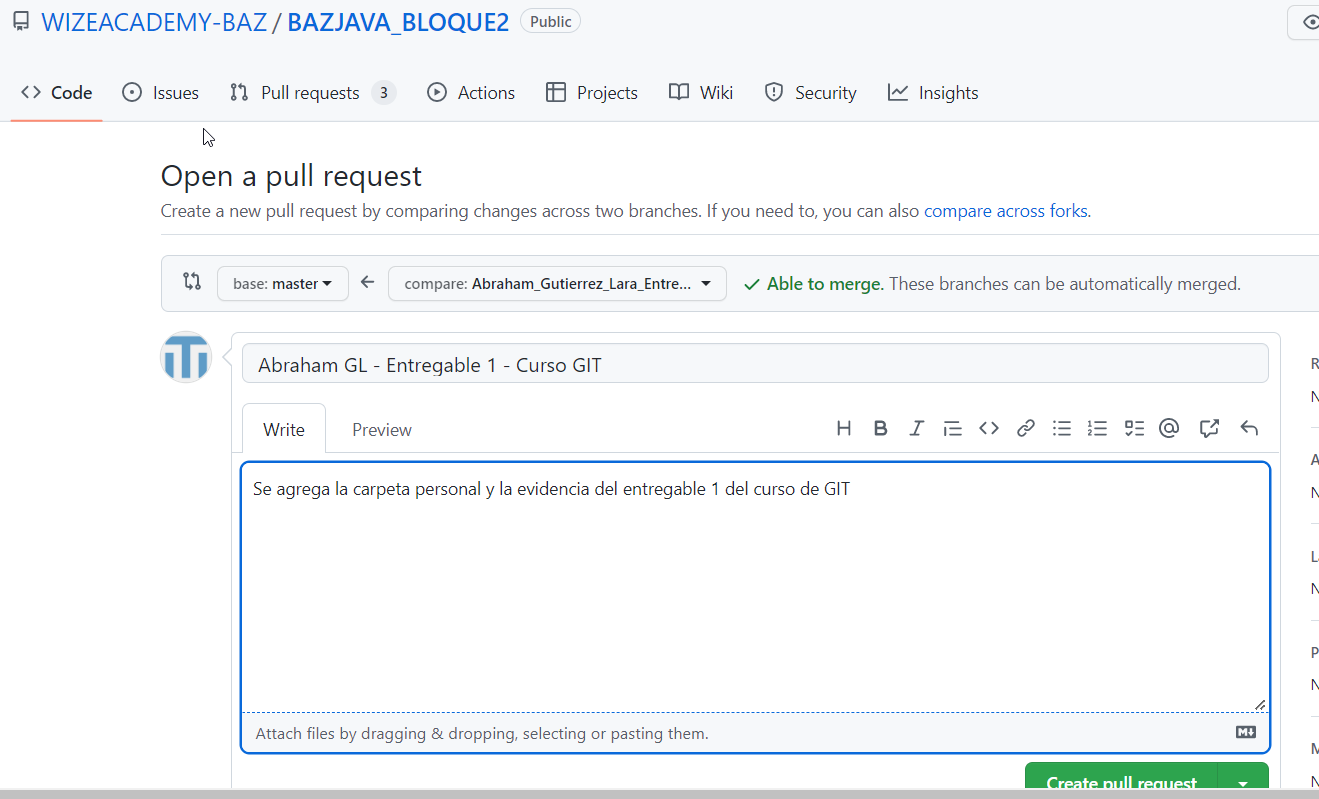 WIZEACADEMY-BAZ / BAZJAVA_BLOQUE2 Public
Code Issues Pull requests 3 Actions Projects Wiki Security Insights
Open a pull request
Create a new pull request by comparing changes across two branches. If you need to, you can also compare across forks.
base: master compare: Abraham_Gutierrez_Lara_Entre... Able to merge. These branches can be automatically merged.
Abraham GL - Entregable 1 - Curso GIT
Write Preview
Se agrega la carpeta personal y la evidencia del entregable 1 del curso de GIT
Attach files by dragging & dropping, selecting or pasting them.
Create pull request